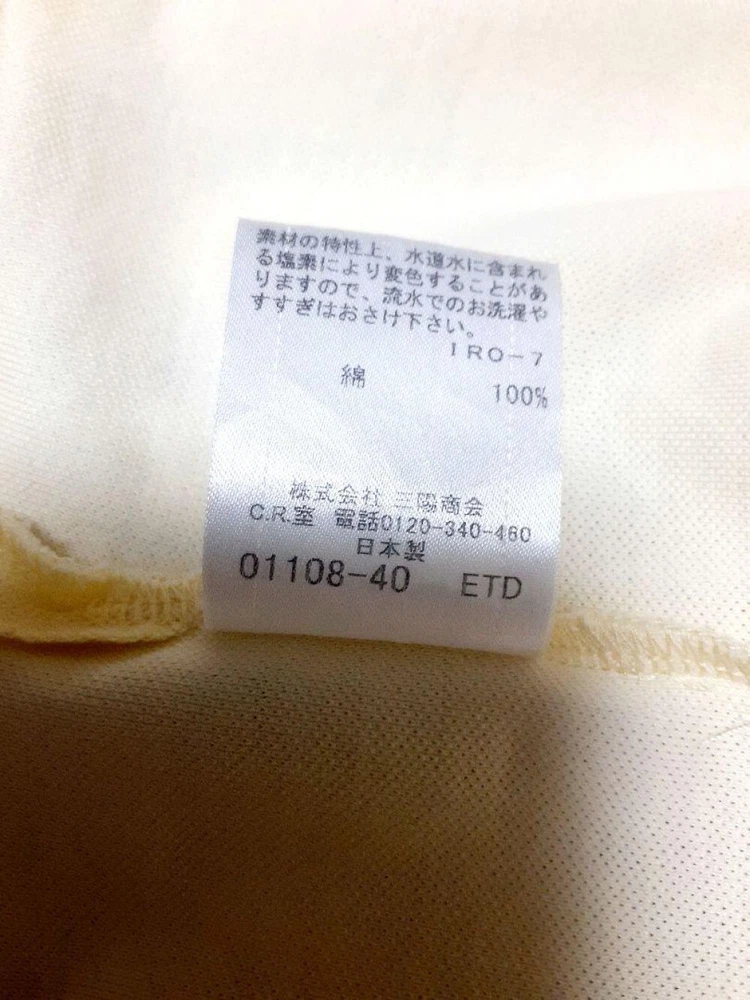 素材の特性上、水道水に含まれ
る塩素により変色することがあ
りますので、流水でのお洗濯や
すすぎはおさけ下さい。
IRO-7
綿 100%
株式会社 三陽商会
C.R.室 電話0120-340-460
日本製
01108-40 ETD